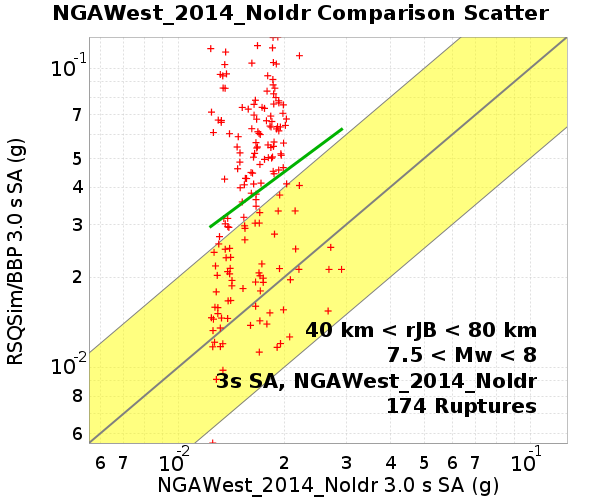 NGAWest_2014_NoIdr Comparison Scatter
RSQSim/BBP 3.0 s SA (g)
10⁻¹
7
5
4
3
2
10⁻²
8
6
40 km < rJB < 80 km
7.5 < Mw < 8
3s SA, NGAWest_2014_NoIdr
174 Ruptures
6 7 10⁻² 2 3 4 5 6 7 10⁻¹
NGAWest_2014_NoIdr 3.0 s SA (g)